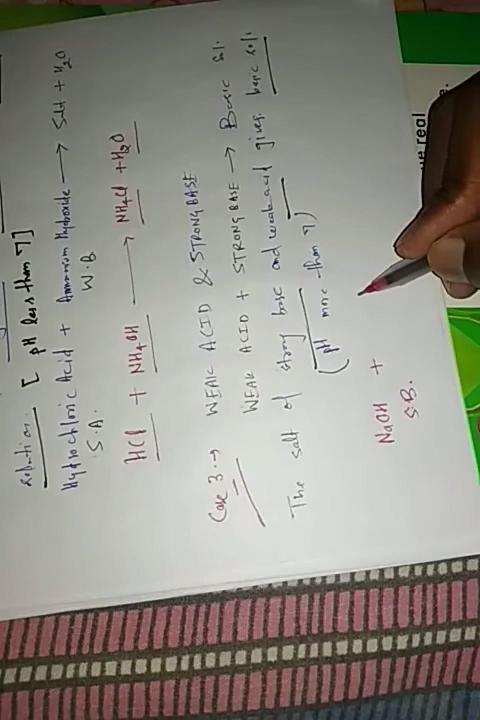 solution. [ pH less than 7 ]
Hydrochloric Acid + Ammonium Hydroxide → Salt + H2O
S.A. W.B
HCl + NH4OH → NH4Cl + H2O
Case 3 → WEAK ACID & STRONG BASE
WEAK ACID + STRONG BASE → Basic Sol.
The salt of strong base and weak acid gives basic sol.
( pH more than 7)
NaOH +
S.B.
ve real
e.